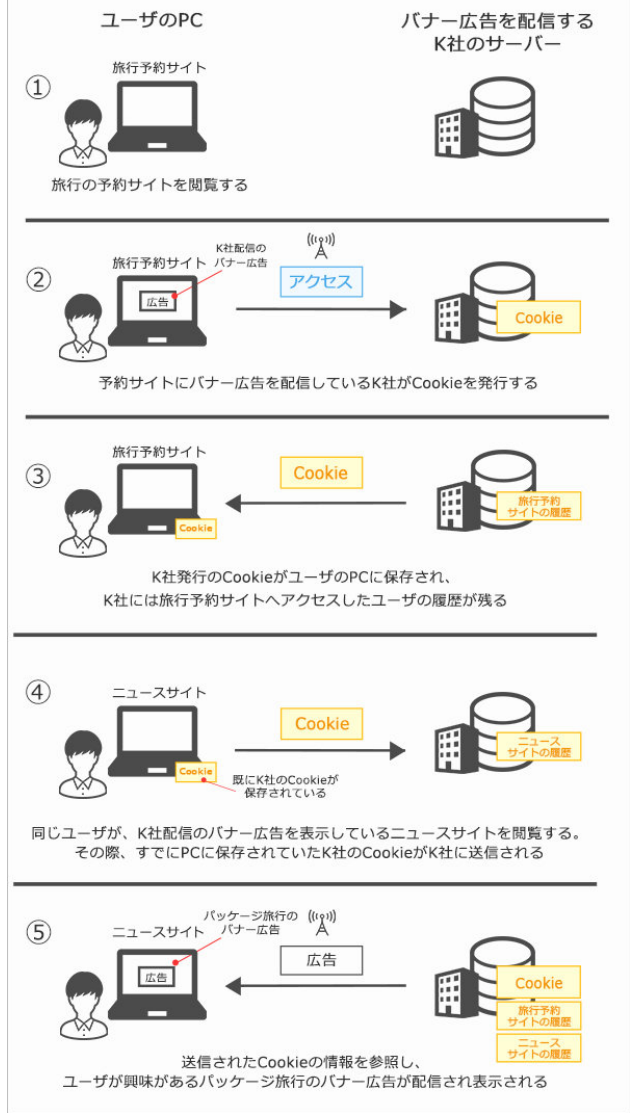 ユーザのPC
バナー広告を配信する
K社のサーバー
①
旅行予約サイト
旅行の予約サイトを閲覧する
②
旅行予約サイト
K社配信の
バナー広告
広告
アクセス
Cookie
予約サイトにバナー広告を配信しているK社がCookieを発行する
③
旅行予約サイト
Cookie
Cookie
旅行予約
サイトの履歴
K社発行のCookieがユーザのPCに保存され、
K社には旅行予約サイトへアクセスしたユーザの履歴が残る
④
ニュースサイト
Cookie
Cookie
既にK社のCookieが
保存されている
ニュース
サイトの履歴
同じユーザが、K社配信のバナー広告を表示しているニュースサイトを閲覧する。
その際、すでにPCに保存されていたK社のCookieがK社に送信される
⑤
ニュースサイト
パッケージ旅行の
バナー広告
広告
広告
Cookie
旅行予約
サイトの履歴
ニュース
サイトの履歴
送信されたCookieの情報を参照し、
ユーザが興味があるパッケージ旅行のバナー広告が配信され表示される